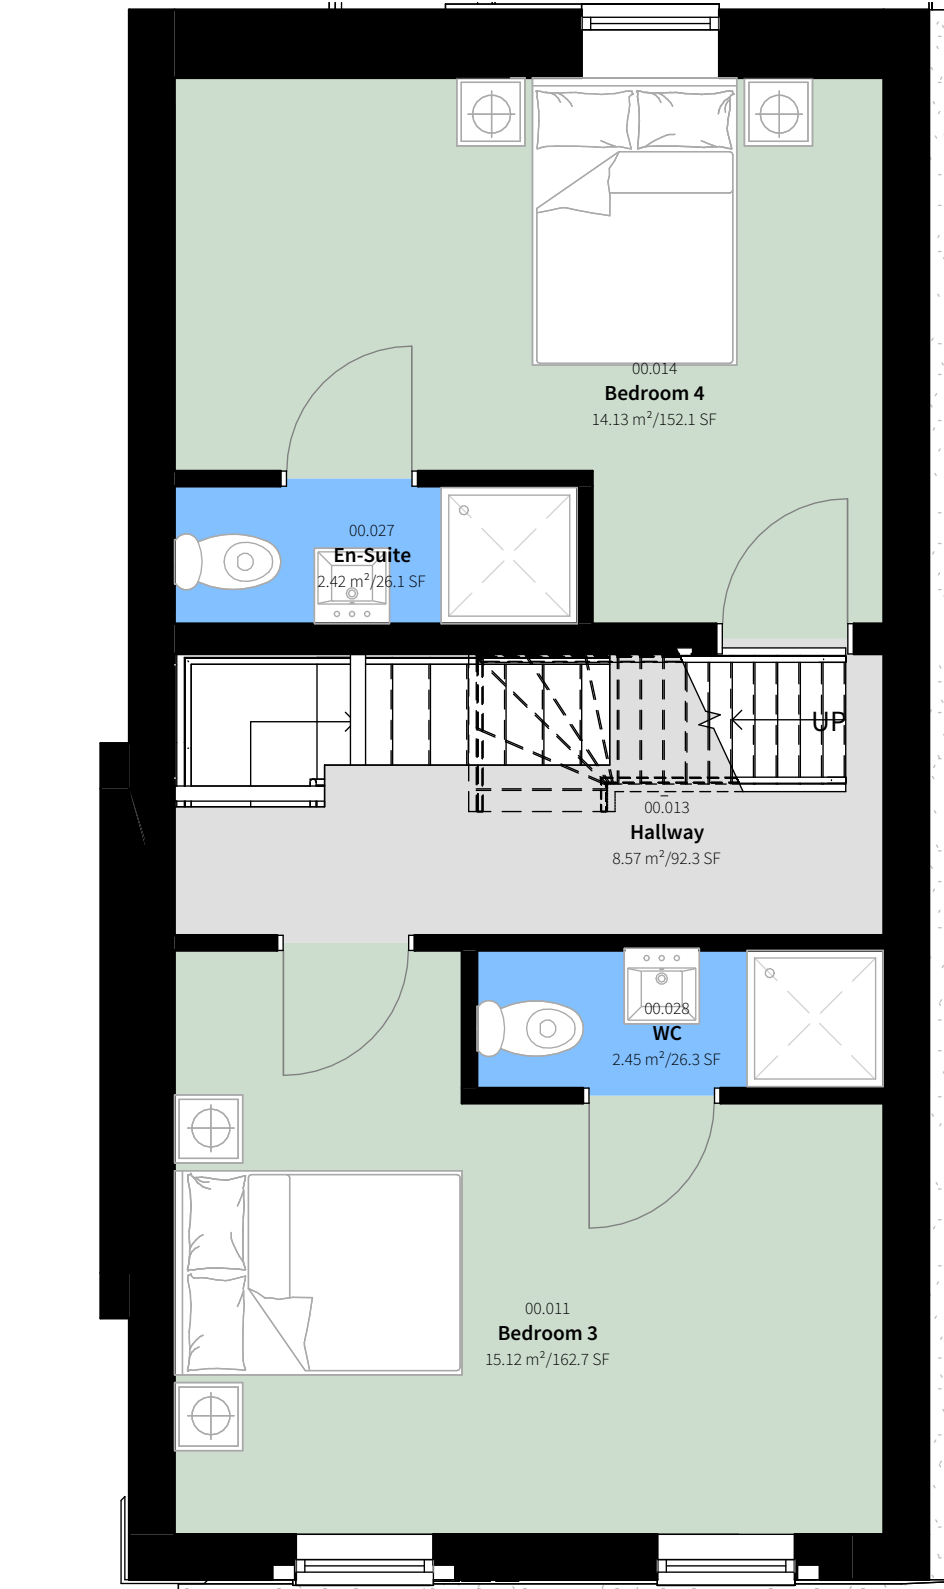 00.014
Bedroom 4
14.13 m²/152.1 SF
00.027
En-Suite
2.42 m²/26.1 SF
UP
00.013
Hallway
8.57 m²/92.3 SF
00.028
WC
2.45 m²/26.3 SF
00.011
Bedroom 3
15.12 m²/162.7 SF